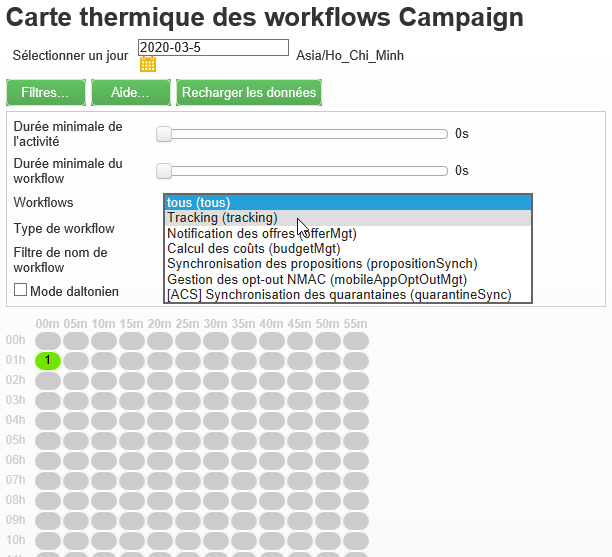 Carte thermique des workflows Campaign
Sélectionner un jour 2020-03-5 Asia/Ho_Chi_Minh
Filtres... Aide... Recharger les données
Durée minimale de l'activité 0s
Durée minimale du workflow 0s
Workflows tous (tous)
Tracking (tracking)
Type de workflow Notification des offres (offerMgt)
Calcul des coûts (budgetMgt)
Filtre de nom de workflow Synchronisation des propositions (propositionSynch)
Gestion des opt-out NMAC (mobileAppOptOutMgt)
Mode daltonien [ACS] Synchronisation des quarantaines (quarantineSync)
00m 05m 10m 15m 20m 25m 30m 35m 40m 45m 50m 55m
00h
01h 1
02h
03h
04h
05h
06h
07h
08h
09h
10h